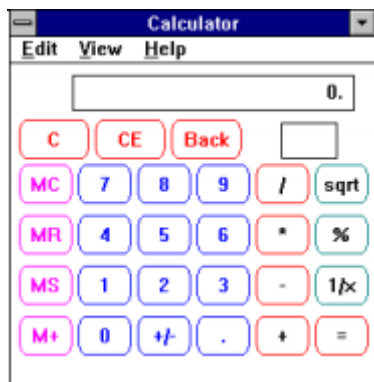 Calculator
Edit View Help
0.
C CE Back
MC 7 8 9 / sqrt
MR 4 5 6 * %
MS 1 2 3 - 1/x
M+ 0 +/- . + =